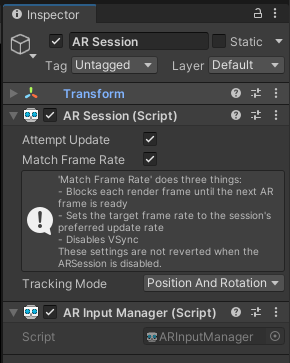 Inspector
AR Session
Static
Tag Untagged Layer Default
Transform
AR Session (Script)
Attempt Update
Match Frame Rate
'Match Frame Rate' does three things:
- Blocks each render frame until the next AR
frame is ready
- Sets the target frame rate to the session's
preferred update rate
- Disables VSync
These settings are not reverted when the
ARSession is disabled.
Tracking Mode Position And Rotation
AR Input Manager (Script)
Script ARInputManager